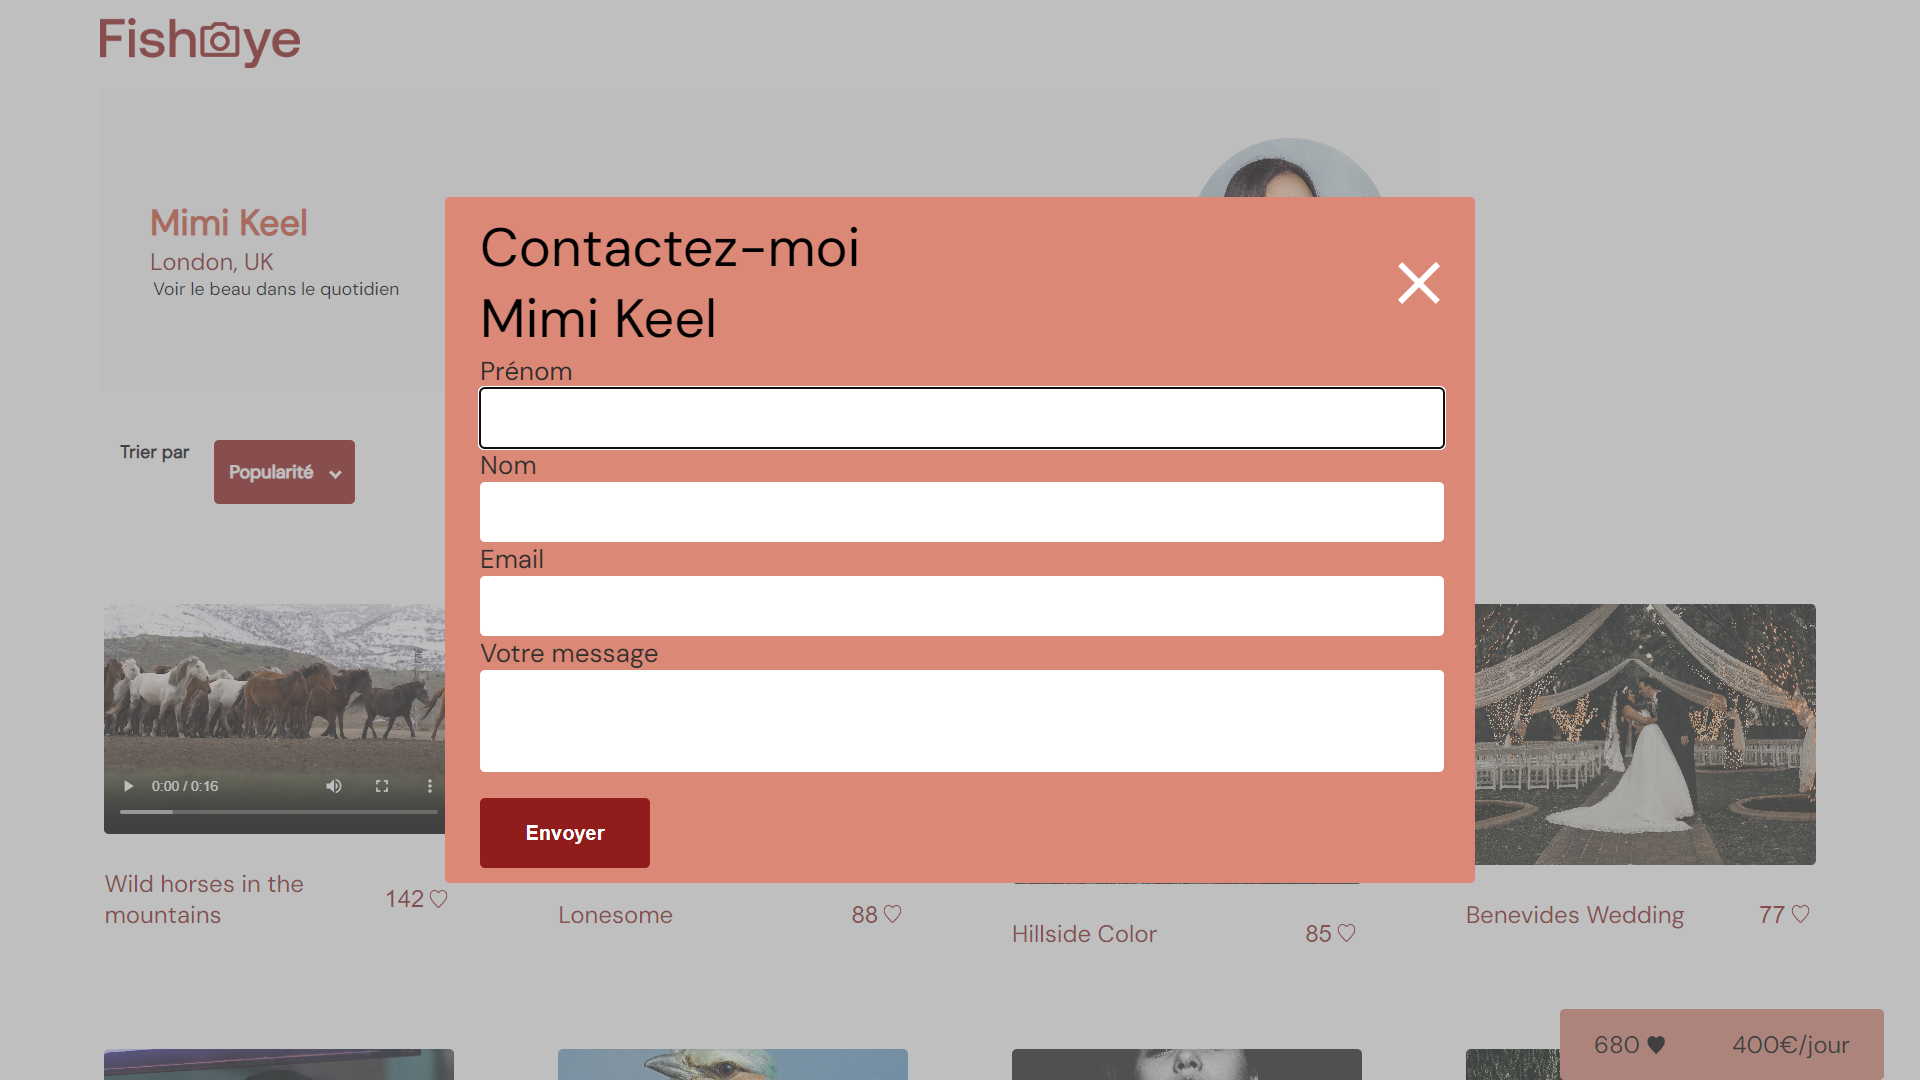 Fisheye
Mimi Keel
London, UK
Voir le beau dans le quotidien
Contactez-moi
Mimi Keel
Prénom
Nom
Email
Votre message
Envoyer
Trier par
Popularité
0:00 / 0:16
Wild horses in the
mountains
142
Lonesome
88
Hillside Color
85
Benevides Wedding
77
680
400€/jour